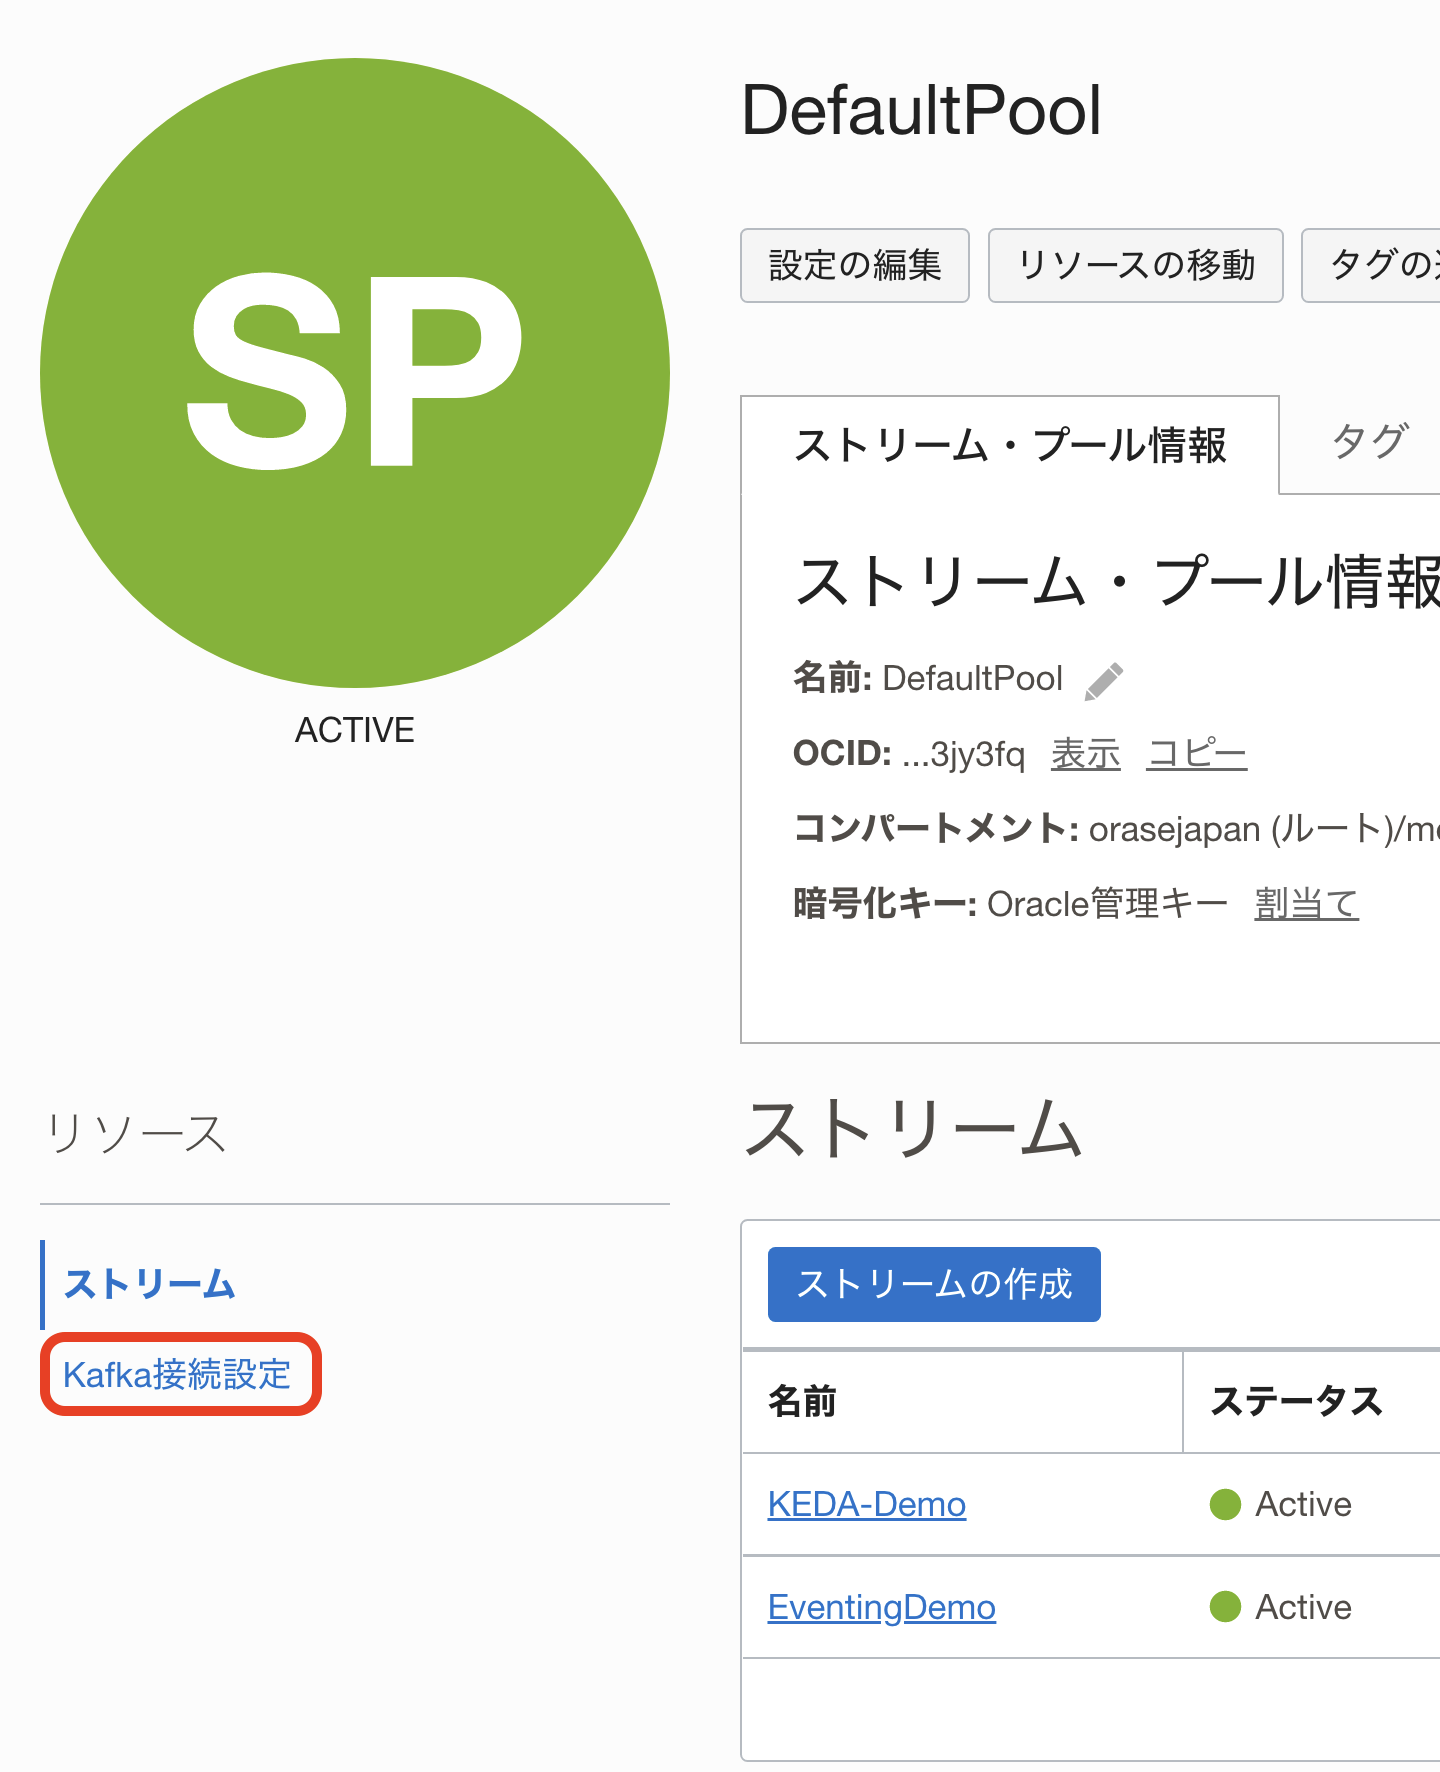 SP
ACTIVE
DefaultPool
設定の編集
リソースの移動
タグの
ストリーム・プール情報
タグ
ストリーム・プール情報
名前: DefaultPool
OCID: ...3jy3fq 表示 コピー
コンパートメント: orasejapan (ルート)/
暗号化キー: Oracle管理キー 割当て
リソース
ストリーム
Kafka接続設定
ストリーム
ストリームの作成
名前 ステータス
KEDA-Demo Active
EventingDemo Active